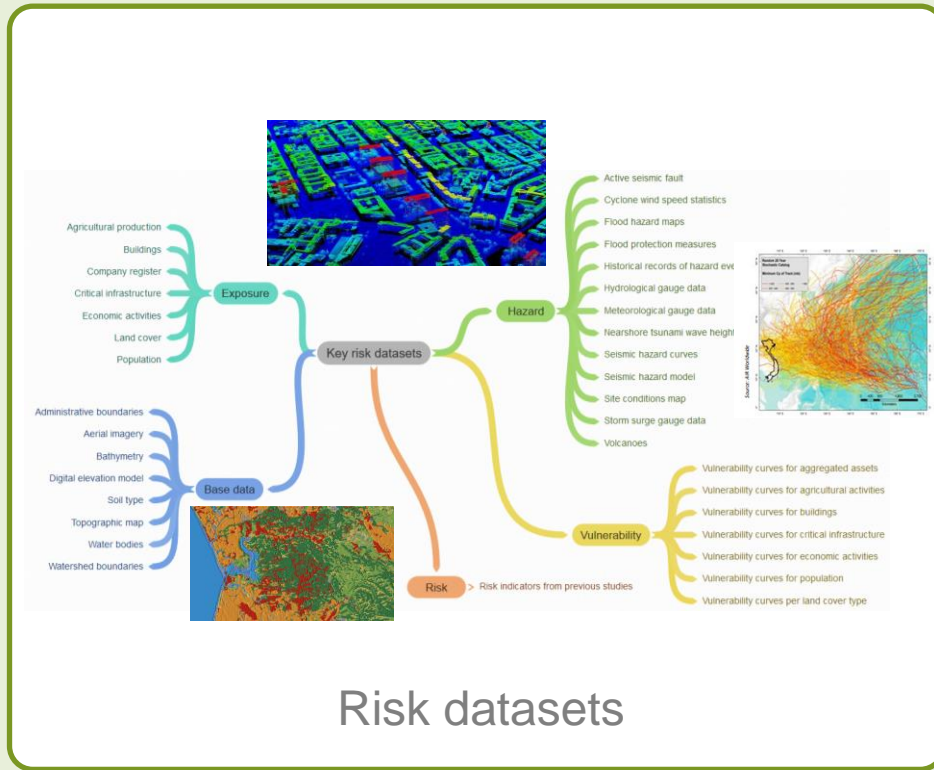 Agricultural production
Buildings
Company register
Critical infrastructure
Economic activities
Land cover
Population
Exposure
Administrative boundaries
Aerial imagery
Bathymetry
Digital elevation model
Soil type
Topographic map
Water bodies
Watershed boundaries
Base data
Key risk datasets
Hazard
Active seismic fault
Cyclone wind speed statistics
Flood hazard maps
Flood protection measures
Historical records of hazard eve
Hydrological gauge data
Meteorological gauge data
Nearshore tsunami wave height
Seismic hazard curves
Seismic hazard model
Site conditions map
Storm surge gauge data
Volcanoes
Source: AIR Worldwide
Vulnerability
Vulnerability curves for aggregated assets
Vulnerability curves for agricultural activities
Vulnerability curves for buildings
Vulnerability curves for critical infrastructure
Vulnerability curves for economic activities
Vulnerability curves for population
Vulnerability curves per land cover type
Risk
> Risk indicators from previous studies
Risk datasets